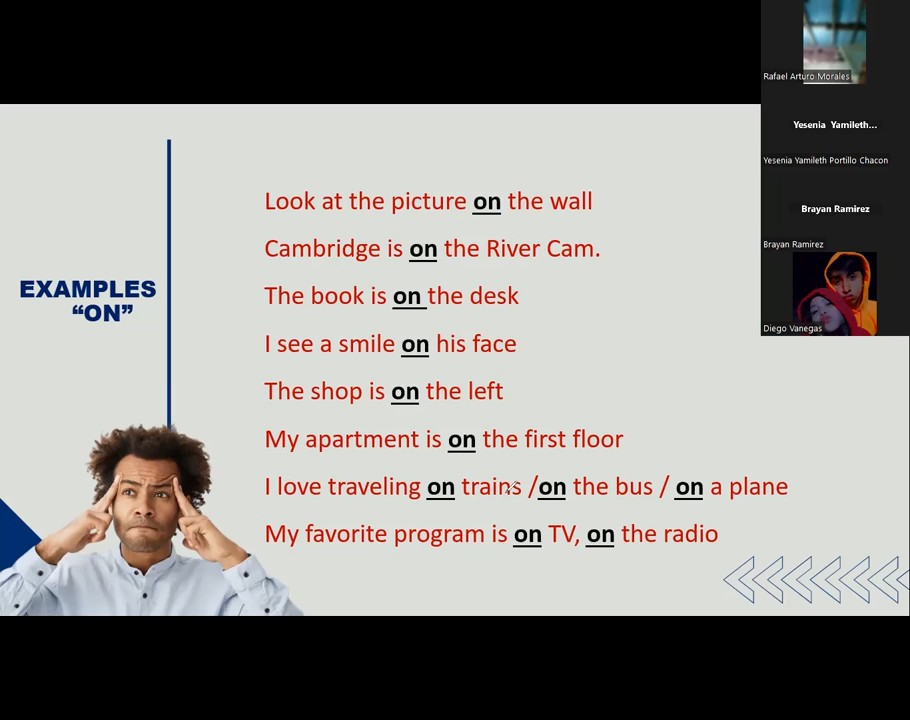 EXAMPLES
“ON”
Look at the picture on the wall
Cambridge is on the River Cam.
The book is on the desk
I see a smile on his face
The shop is on the left
My apartment is on the first floor
I love traveling on trains /on the bus / on a plane
My favorite program is on TV, on the radio
Rafael Arturo Morales
Yesenia Yamileth...
Yesenia Yamileth Portillo Chacon
Brayan Ramirez
Brayan Ramirez
Diego Vanegas